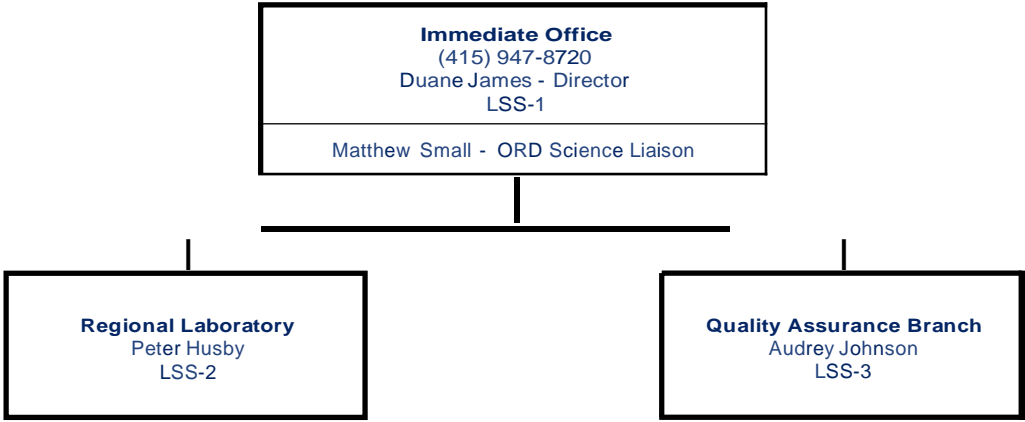 Immediate Office
(415) 947-8720
Duane James - Director
LSS-1
Matthew Small - ORD Science Liaison
Regional Laboratory
Peter Husby
LSS-2
Quality Assurance Branch
Audrey Johnson
LSS-3